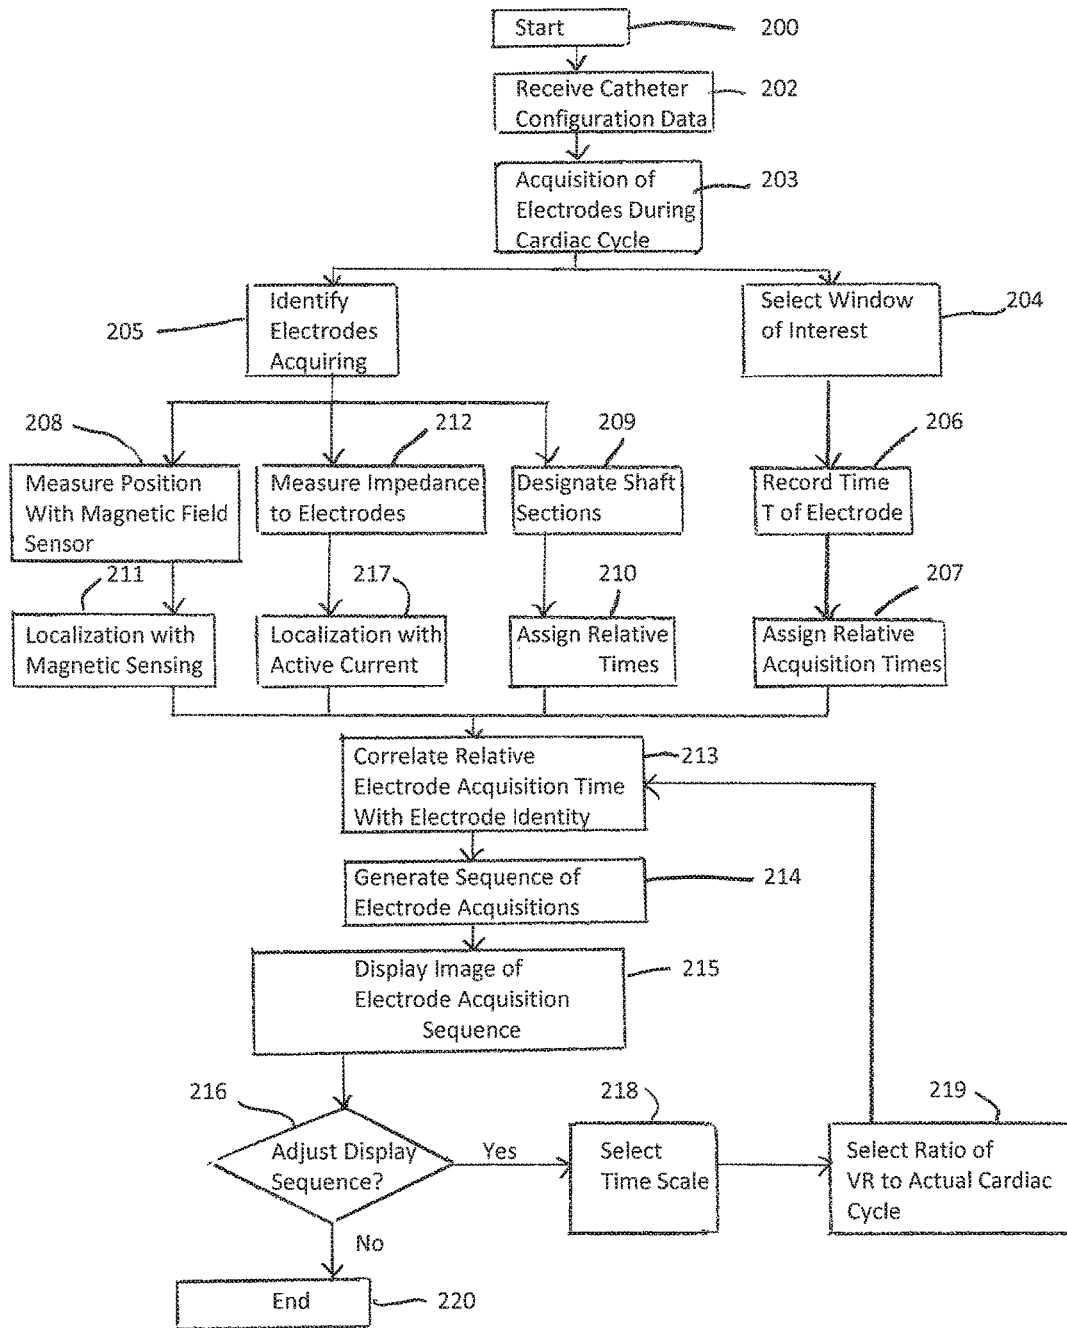 Start
200
Receive Catheter
Configuration Data
202
Acquisition of
Electrodes During
Cardiac Cycle
203
Identify
Electrodes
Acquiring
205
Select Window
of Interest
204
208
212
209
206
Measure Position
With Magnetic Field
Sensor
Measure Impedance
to Electrodes
Designate Shaft
Sections
Record Time
T of Electrode
211
217
210
207
Localization with
Magnetic Sensing
Localization with
Active Current
Assign Relative
Times
Assign Relative
Acquisition Times
Correlate Relative
Electrode Acquisition Time
With Electrode Identity
213
Generate Sequence of
Electrode Acquisitions
214
Display Image of
Electrode Acquisition
Sequence
215
216
218
219
Adjust Display
Sequence?
Yes
Select
Time Scale
Select Ratio of
VR to Actual Cardiac
Cycle
No
End
220